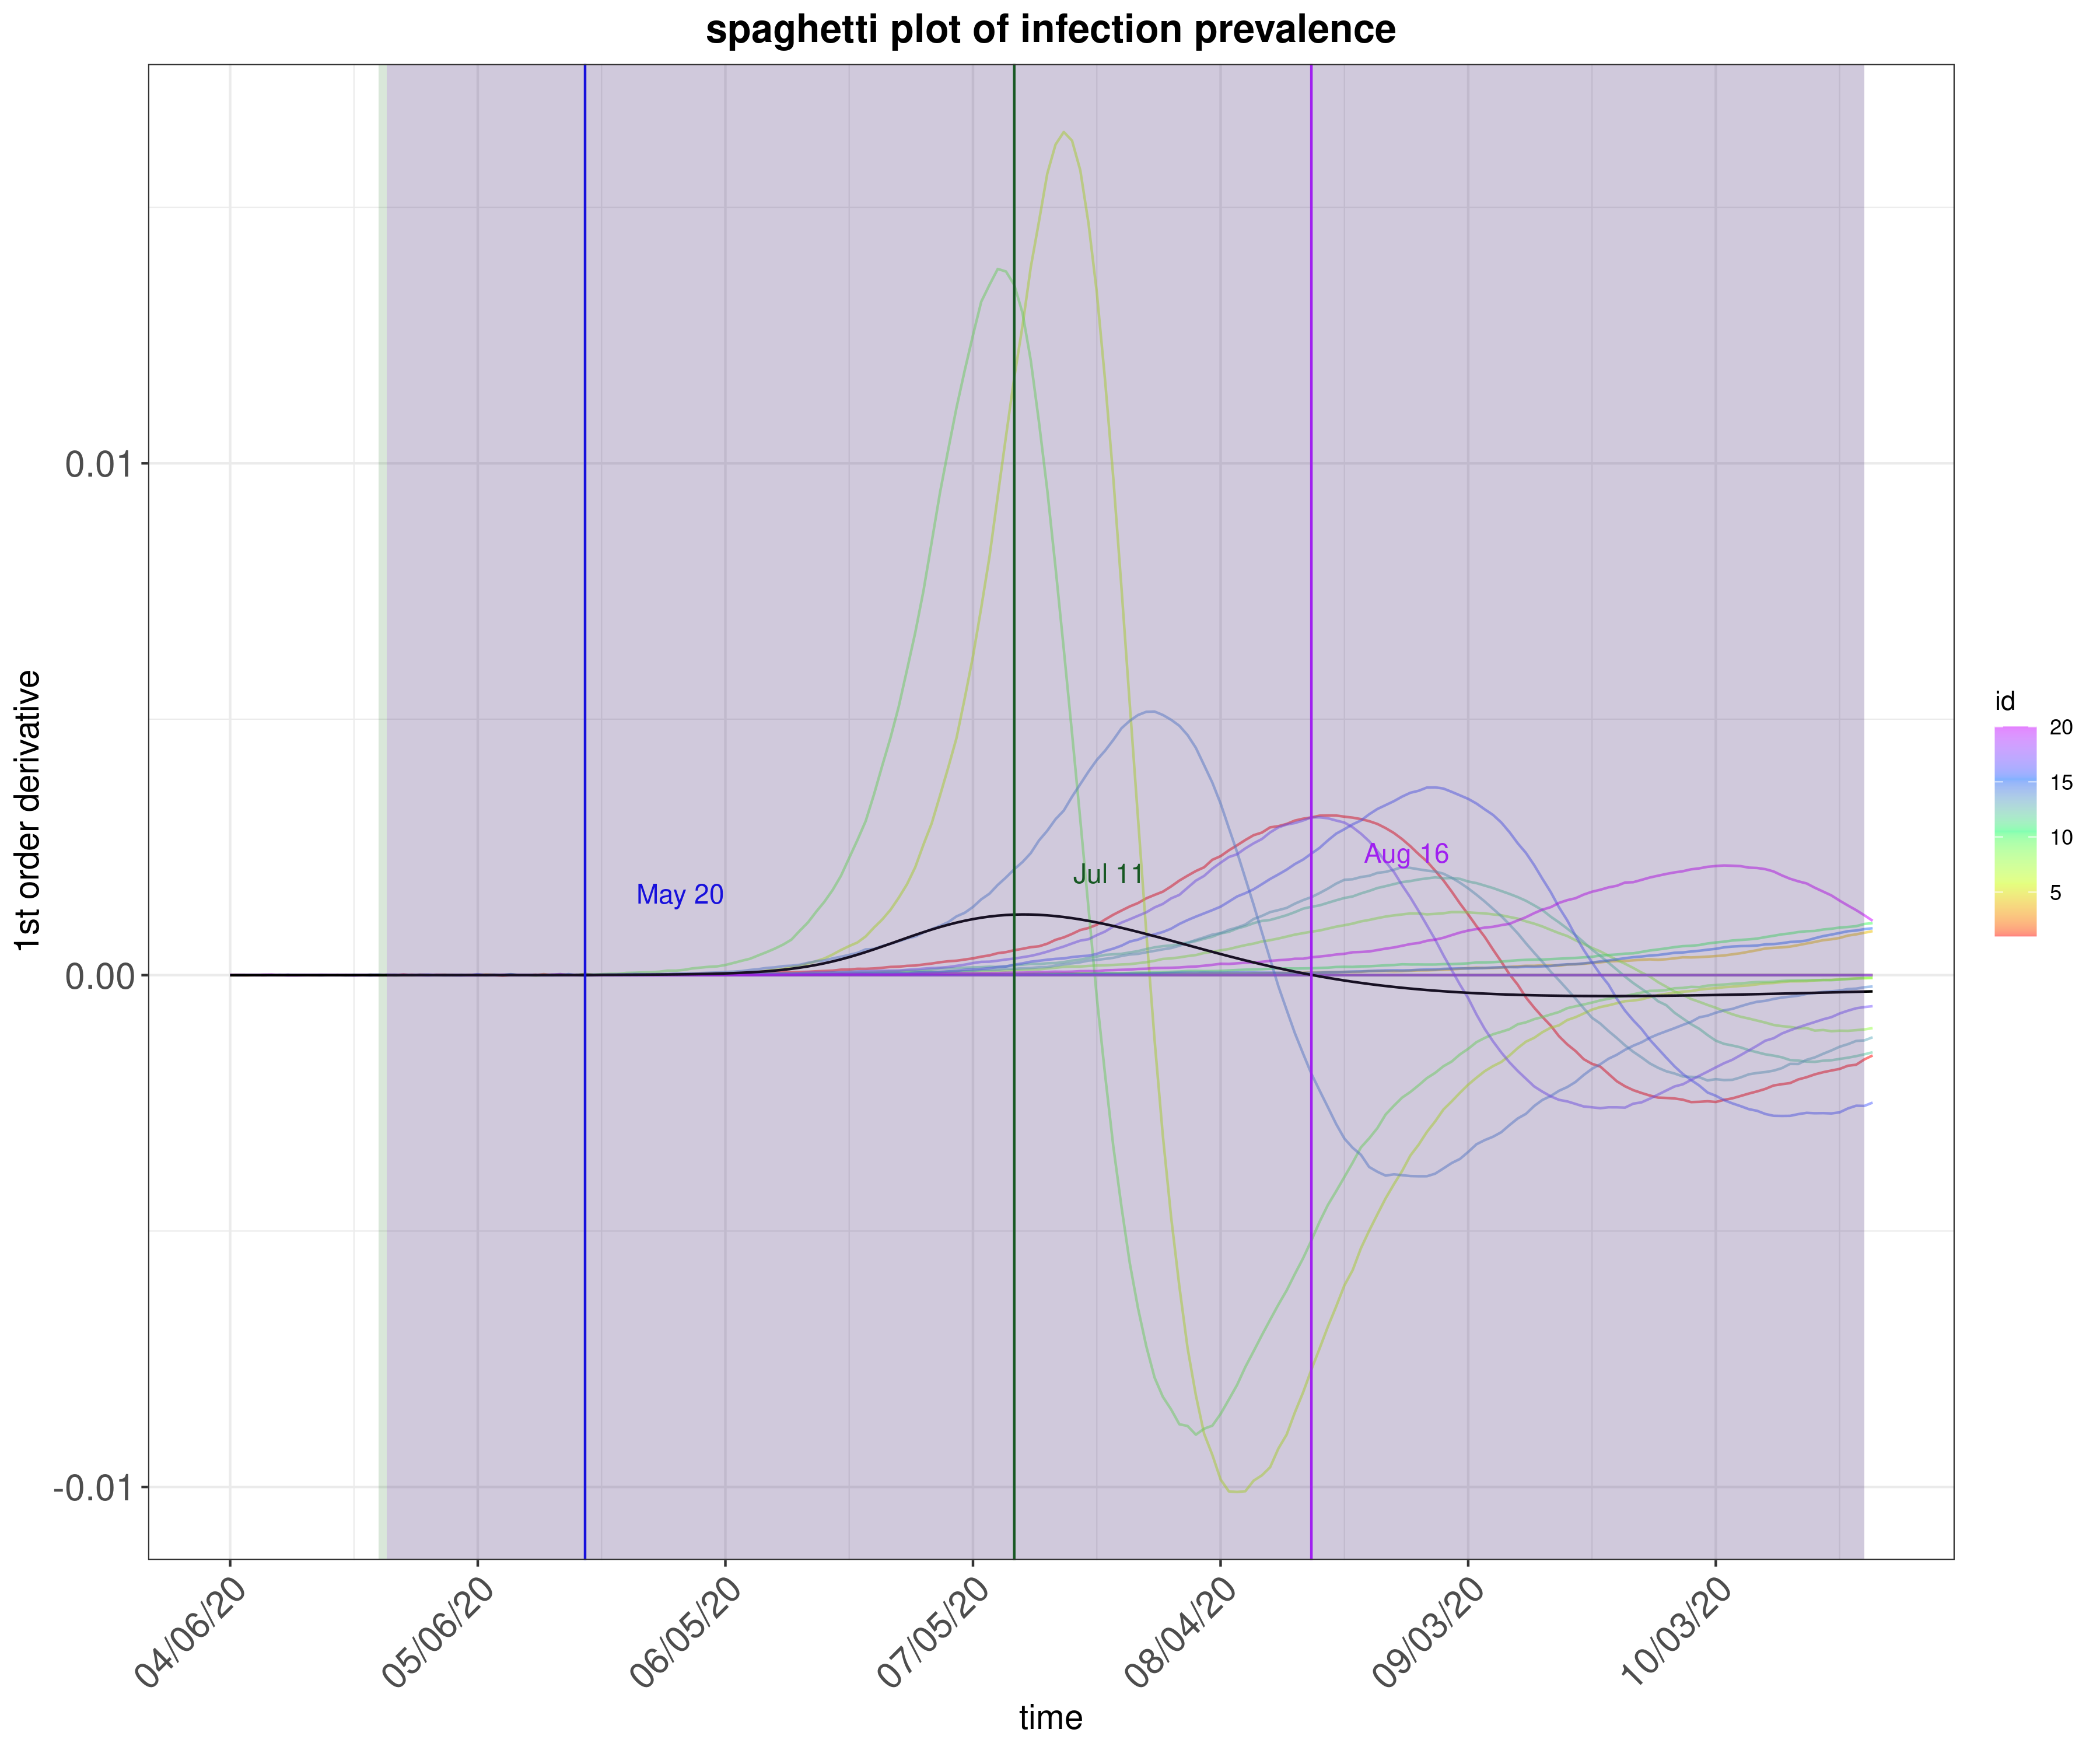 spaghetti plot of infection prevalence
1st order derivative
0.01
0.00
-0.01
May 20
Jul 11
Aug 16
id
20
15
10
5
04/06/20
05/06/20
06/05/20
07/05/20
08/04/20
09/03/20
10/03/20
time